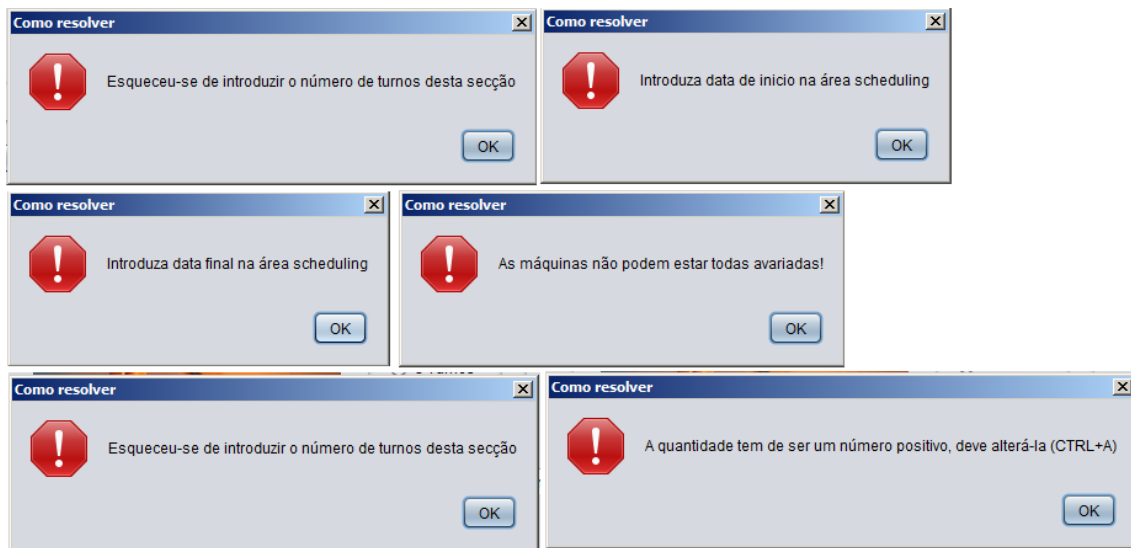 Como resolver
Esqueceu-se de introduzir o número de turnos desta secção
OK
Como resolver
Introduza data de inicio na área scheduling
OK
Como resolver
Introduza data final na área scheduling
OK
Como resolver
As máquinas não podem estar todas avariadas!
OK
Como resolver
Esqueceu-se de introduzir o número de turnos desta secção
OK
Como resolver
A quantidade tem de ser um número positivo, deve alterá-la (CTRL+A)
OK